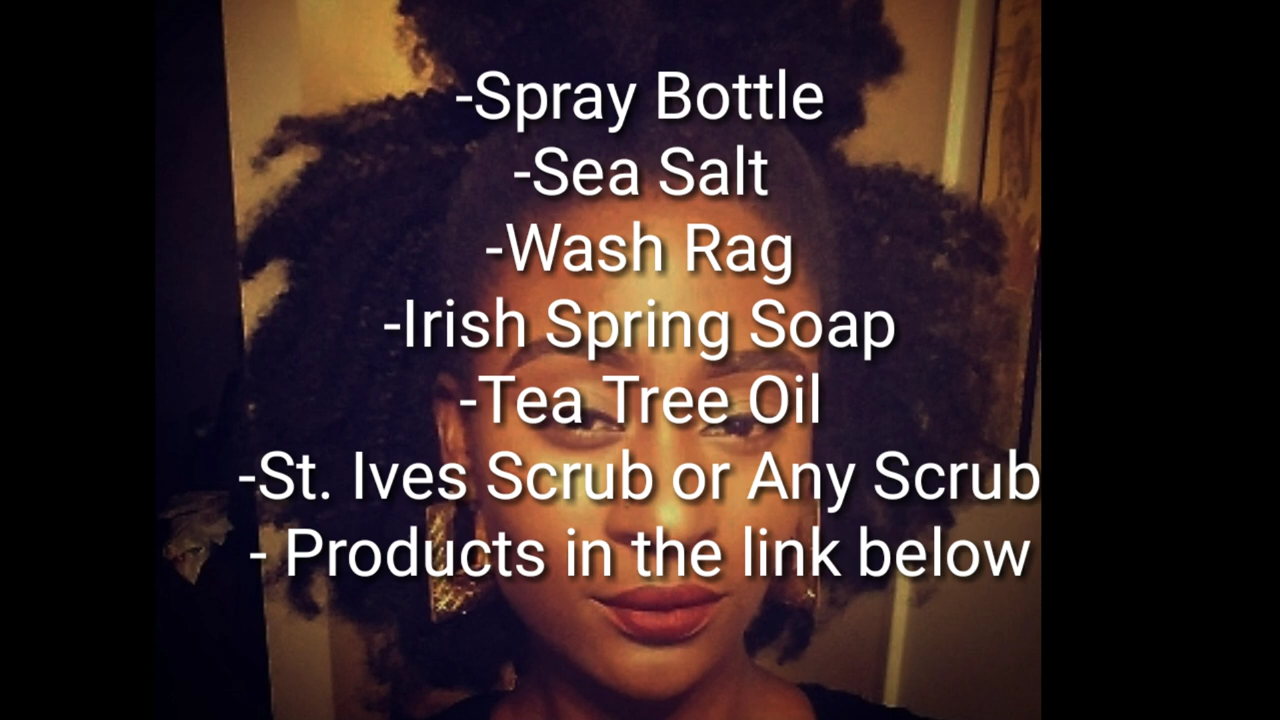 -Spray Bottle
-Sea Salt
-Wash Rag
-Irish Spring Soap
-Tea Tree Oil
-St. Ives Scrub or Any Scrub
- Products in the link below